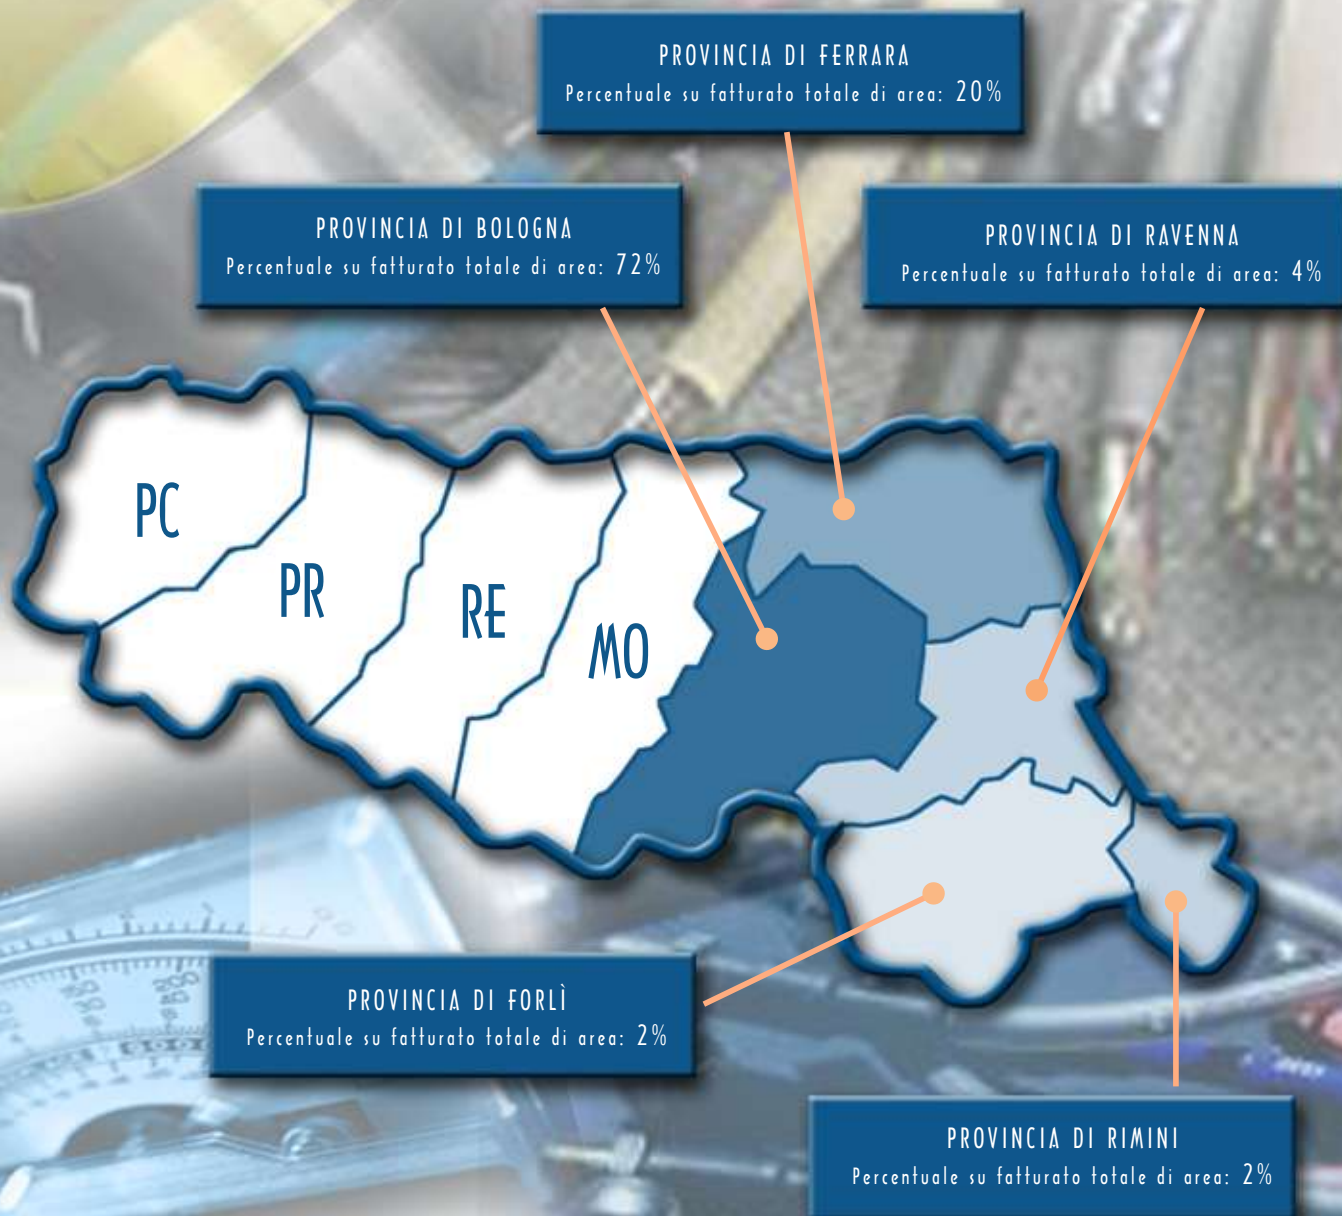 PROVINCIA DI FERRARA
Percentuale su fatturato totale di area: 20%
PROVINCIA DI BOLOGNA
Percentuale su fatturato totale di area: 72%
PROVINCIA DI RAVENNA
Percentuale su fatturato totale di area: 4%
PC
PR
RE
MO
PROVINCIA DI FORLÌ
Percentuale su fatturato totale di area: 2%
PROVINCIA DI RIMINI
Percentuale su fatturato totale di area: 2%